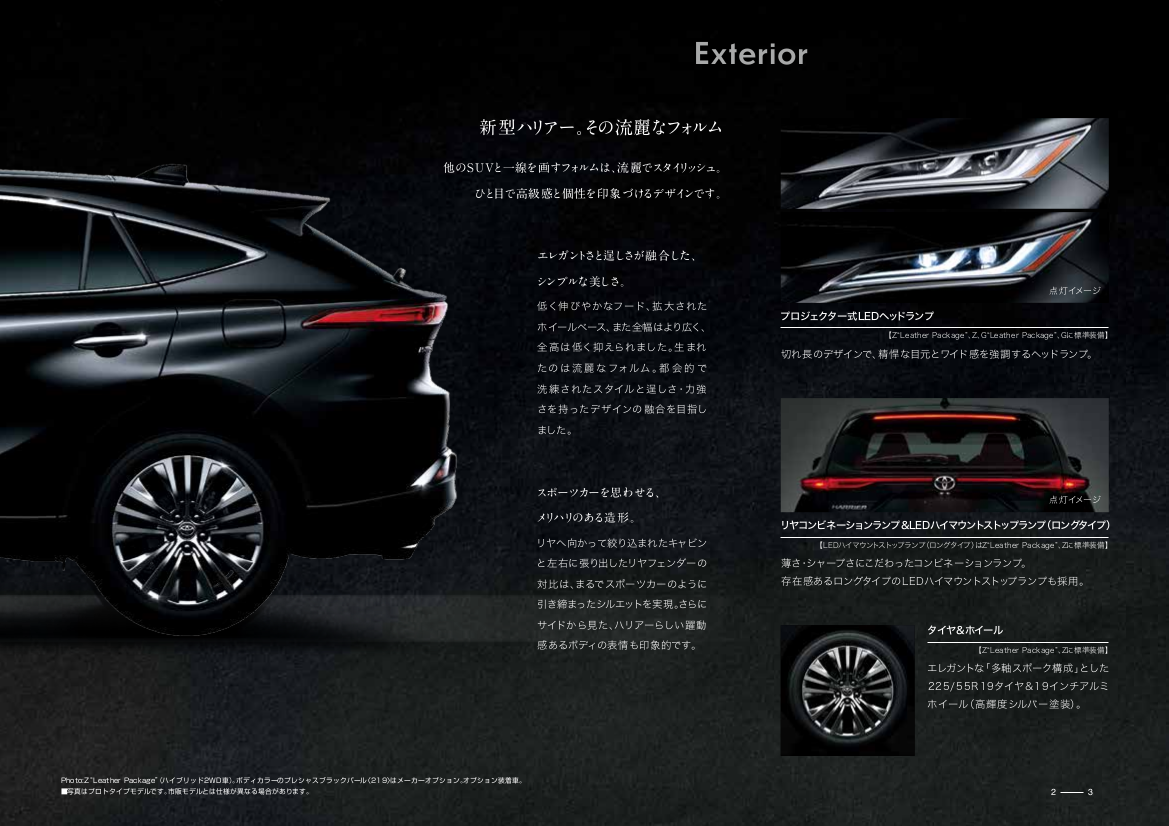 Exterior
新型ハリアー。その流麗なフォルム
他のSUVと一線を画すフォルムは、流麗でスタイリッシュ。
ひと目で高級感と個性を印象づけるデザインです。
エレガントさと逞しさが融合した、
シンプルな美しさ。
低く伸びやかなフード、拡大された
ホイールベース、また全幅はより広く、
全高は低く抑えられました。生まれ
たのは流麗なフォルム。都会的で
洗練されたスタイルと逞しさ・力強
さを持ったデザインの融合を目指し
ました。
スポーツカーを思わせる、
メリハリのある造形。
リヤへ向かって絞り込まれたキャビン
と左右に張り出したリヤフェンダーの
対比は、まるでスポーツカーのように
引き締まったシルエットを実現。さらに
サイドから見た、ハリアーらしい躍動
感あるボディの表情も印象的です。
点灯イメージ
プロジェクター式LEDヘッドランプ
【Z“Leather Package”、Z、G“Leather Package”、Gに標準装備】
切れ長のデザインで、精悍な目元とワイド感を強調するヘッドランプ。
HARRIER
点灯イメージ
リヤコンビネーションランプ&LEDハイマウントストップランプ(ロングタイプ)
【LEDハイマウントストップランプ(ロングタイプ)はZ“Leather Package”、Zに標準装備】
薄さ・シャープさにこだわったコンビネーションランプ。
存在感あるロングタイプのLEDハイマウントストップランプも採用。
タイヤ&ホイール
【Z“Leather Package”、Zに標準装備】
エレガントな「多軸スポーク構成」とした
225/55R19タイヤ&19インチアルミ
ホイール(高輝度シルバー塗装)。
Photo:Z“Leather Package”(ハイブリッド2WD車)。ボディカラーのプレシャスブラックパール〈219〉はメーカーオプション。オプション装着車。
■写真はプロトタイプモデルです。市販モデルとは仕様が異なる場合があります。
2 — 3